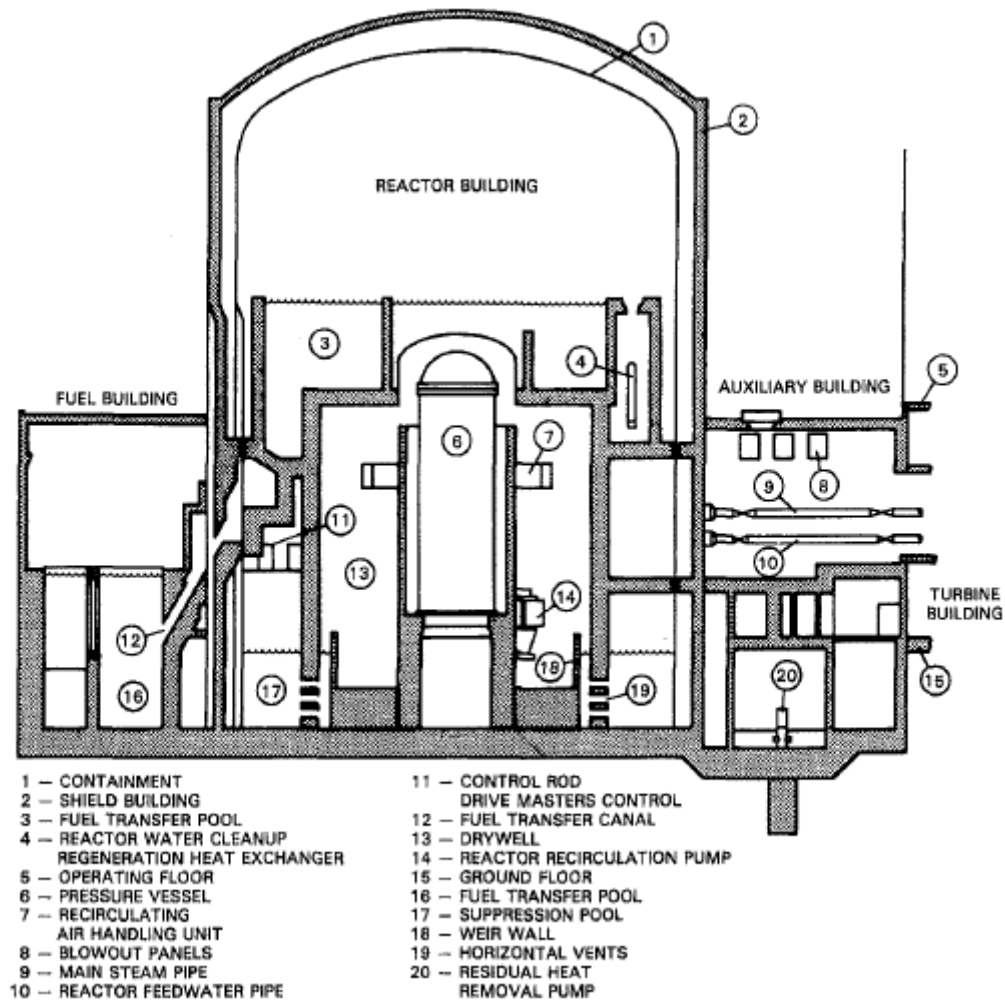 1
2
REACTOR BUILDING
3
4
5
FUEL BUILDING
AUXILIARY BUILDING
6
7
8
9
11
10
13
14
TURBINE
BUILDING
12
18
16
17
19
20
15
1 — CONTAINMENT
2 — SHIELD BUILDING
3 — FUEL TRANSFER POOL
4 — REACTOR WATER CLEANUP
REGENERATION HEAT EXCHANGER
5 — OPERATING FLOOR
6 — PRESSURE VESSEL
7 — RECIRCULATING
AIR HANDLING UNIT
8 — BLOWOUT PANELS
9 — MAIN STEAM PIPE
10 — REACTOR FEEDWATER PIPE
11 — CONTROL ROD
DRIVE MASTERS CONTROL
12 — FUEL TRANSFER CANAL
13 — DRYWELL
14 — REACTOR RECIRCULATION PUMP
15 — GROUND FLOOR
16 — FUEL TRANSFER POOL
17 — SUPPRESSION POOL
18 — WEIR WALL
19 — HORIZONTAL VENTS
20 — RESIDUAL HEAT
REMOVAL PUMP